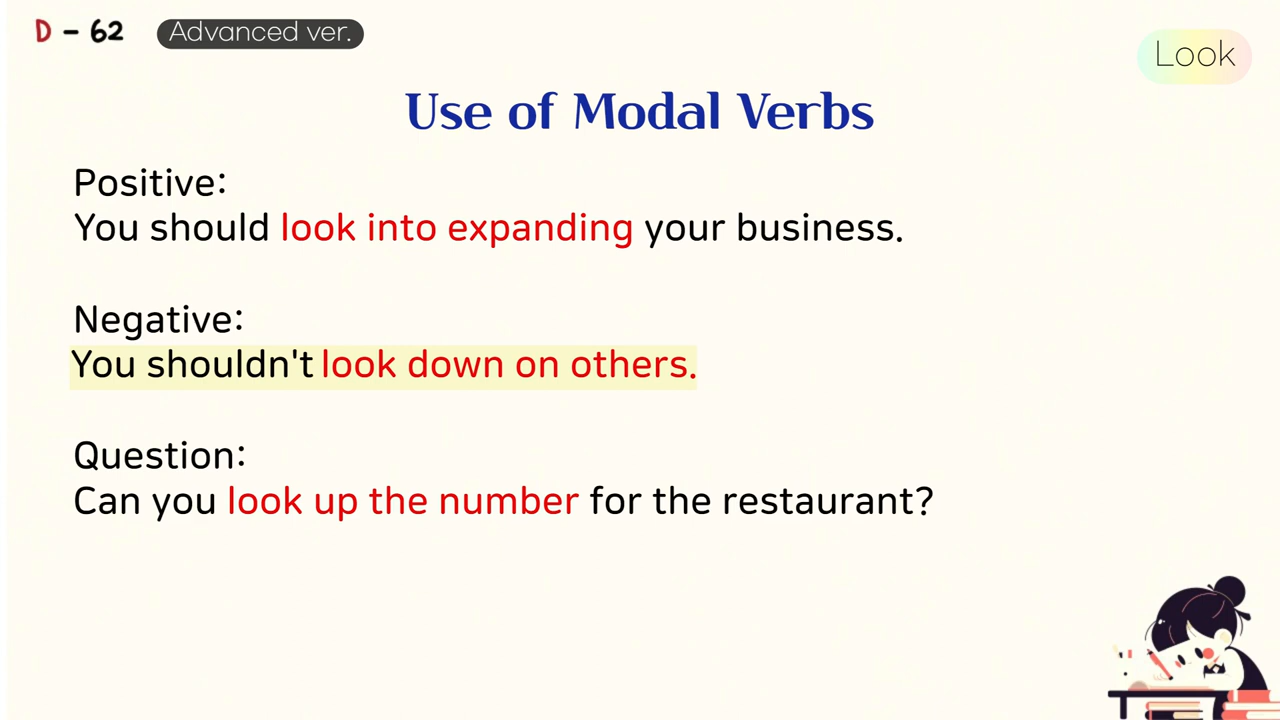 D - 62
Advanced ver.
Look
Use of Modal Verbs
Positive:
You should look into expanding your business.
Negative:
You shouldn't look down on others.
Question:
Can you look up the number for the restaurant?